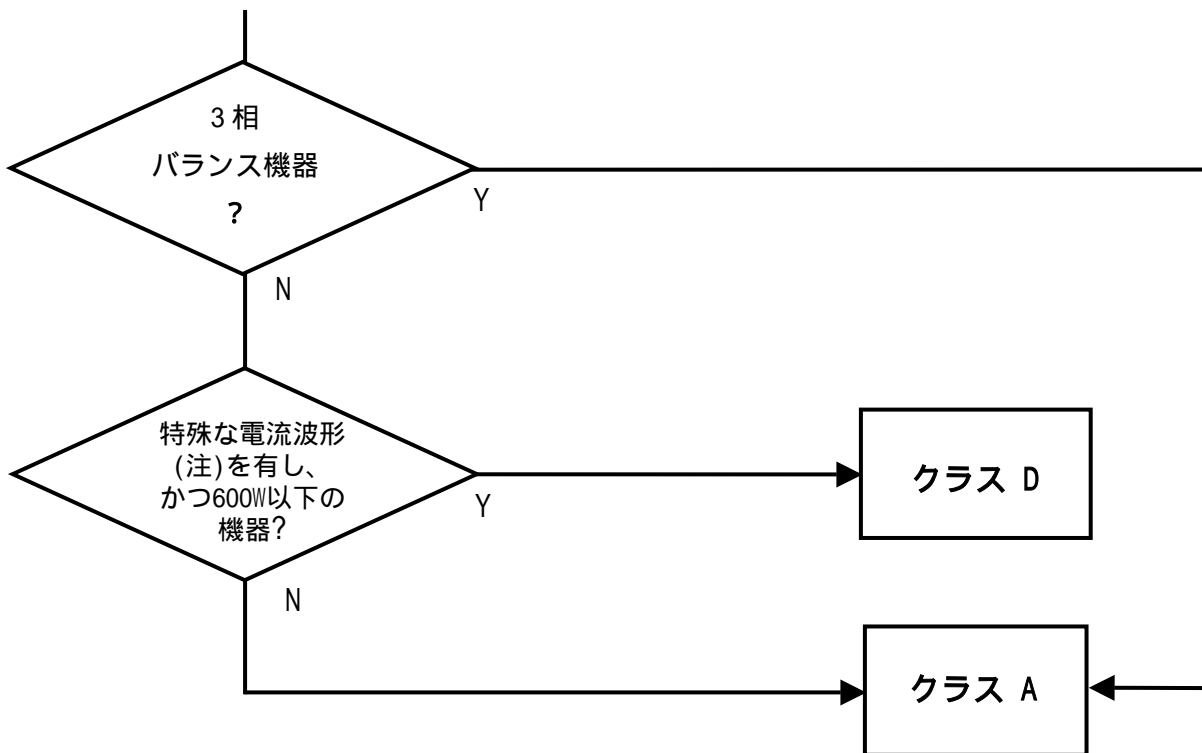 3相
バランス機器
?
Y
N
特殊な電流波形
(注)を有し、
かつ600W以下の
機器?
Y
クラス D
N
クラス A